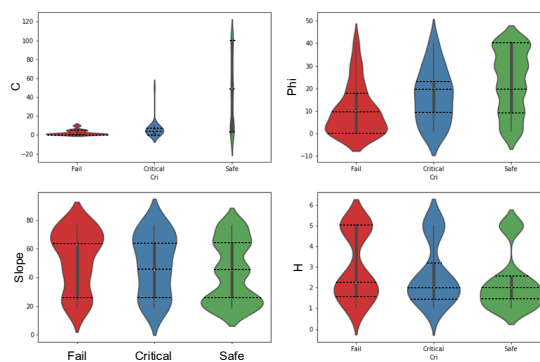 120
100
80
60
40
20
0
−20
C
Fail
Critical
Safe
Cri
50
40
30
20
10
0
−10
Phi
Fail
Critical
Safe
Cri
80
60
40
20
0
Slope
Fail
Critical
Safe
6
5
4
3
2
1
0
H
Fail
Critical
Safe
Cri